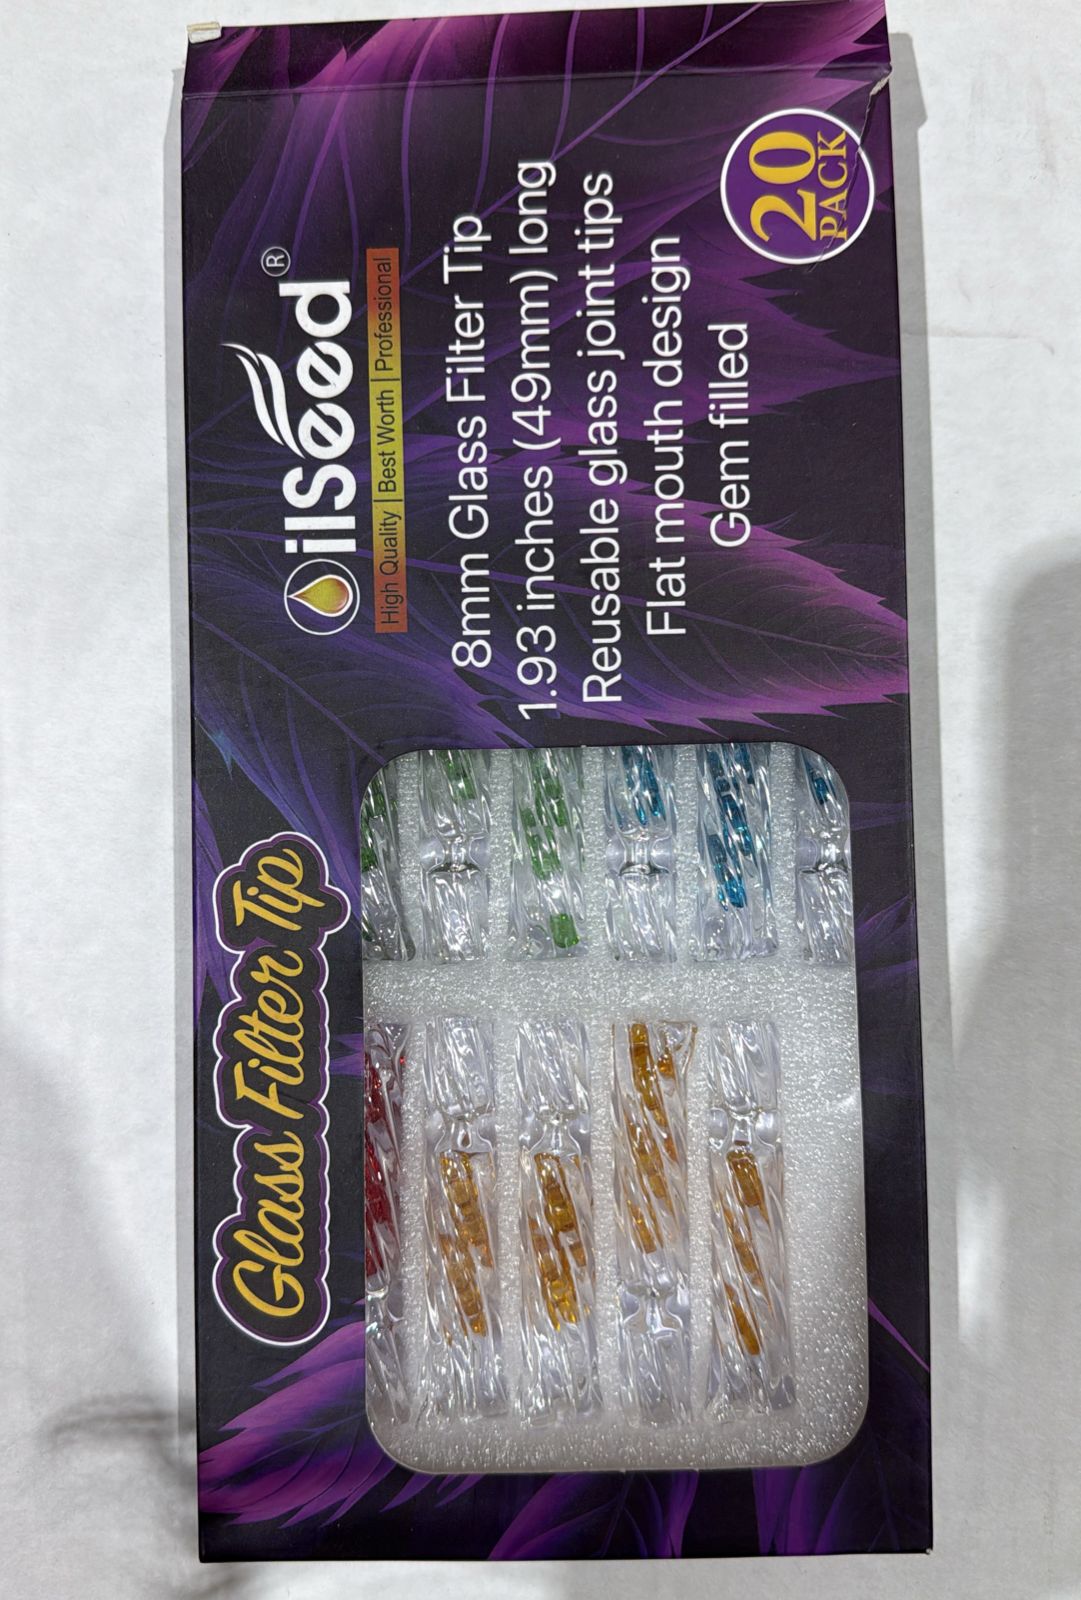 Glass Filter Tip
OilSeed®
High Quality | Best Worth | Professional
8mm Glass Filter Tip
1.93 inches (49mm) long
Reusable glass joint tips
Flat mouth design
Gem filled
20
PACK